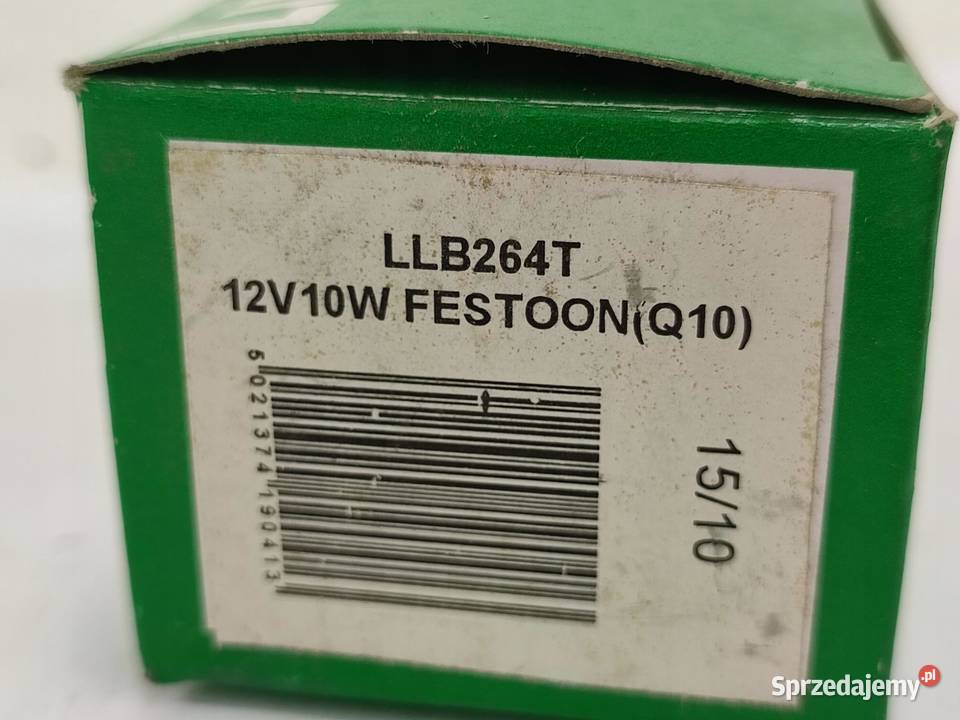 LLB264T
12V10W FESTOON(Q10)
5 021374 190413
15/10
Sprzedajemy.pl